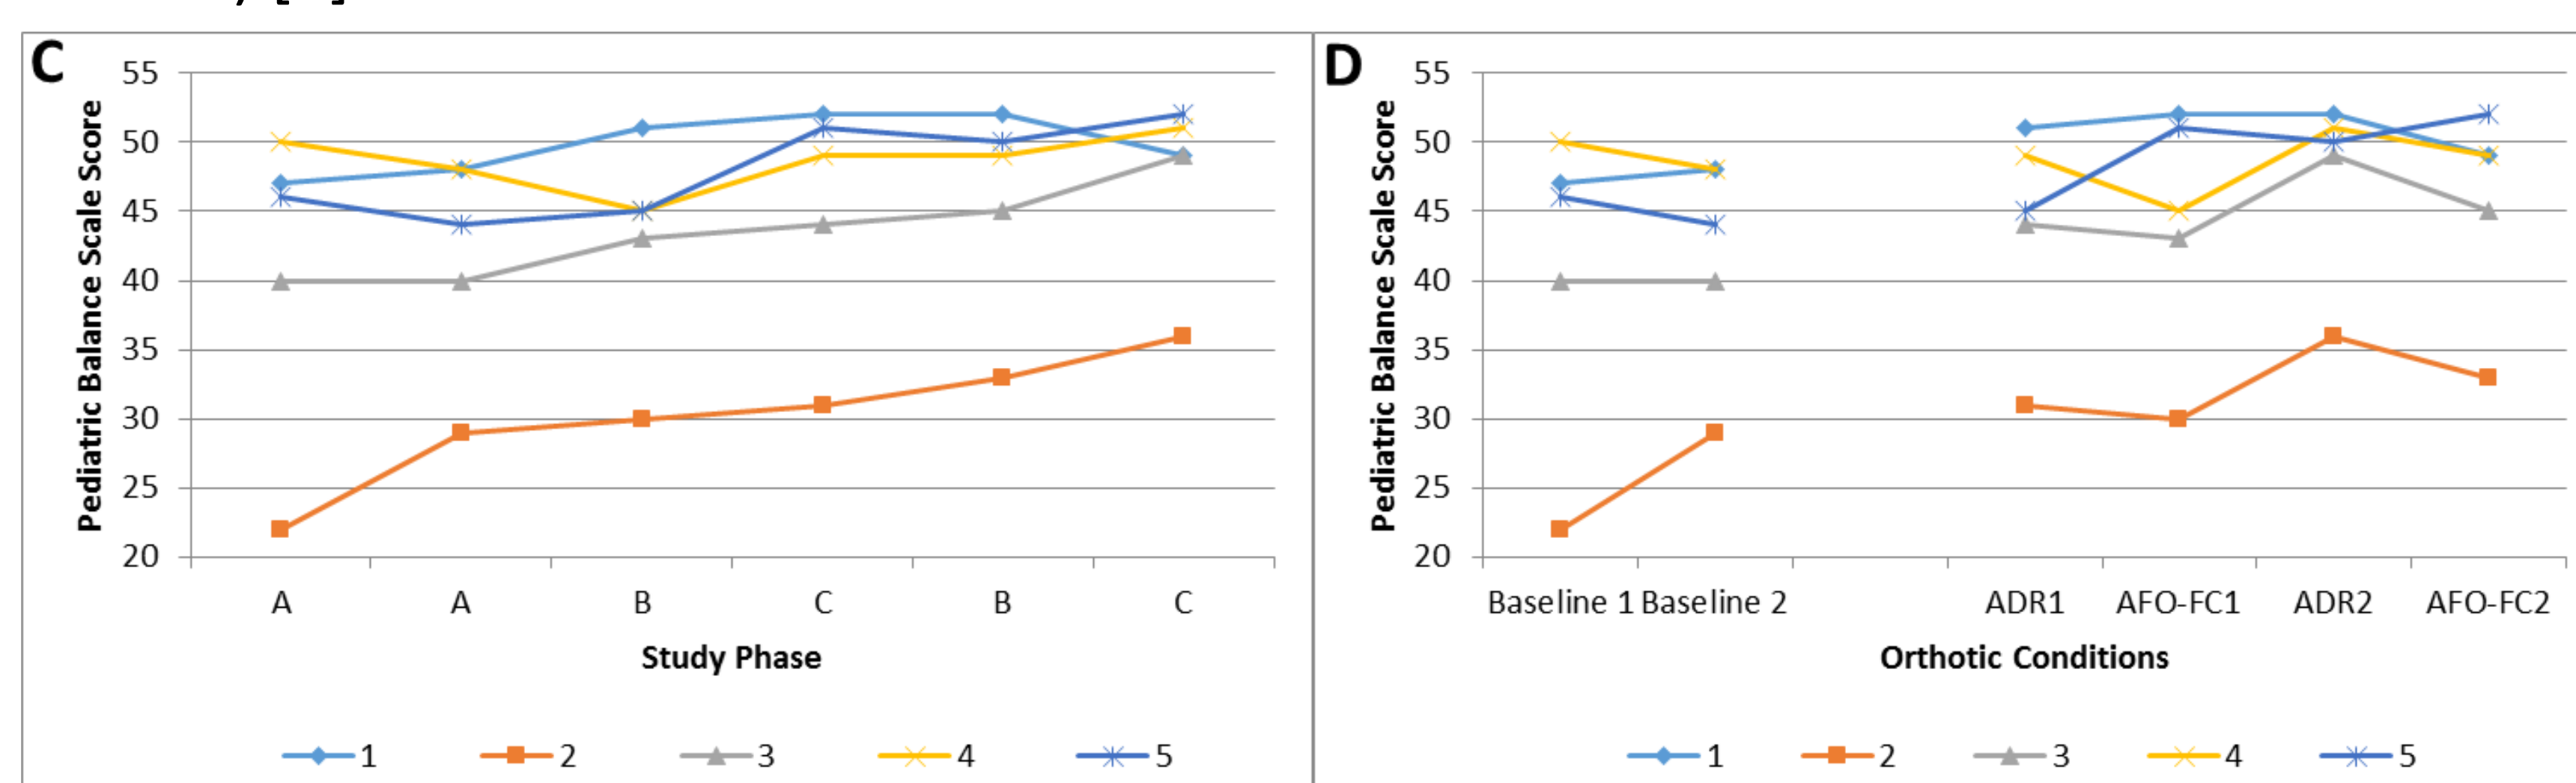 C
Pediatric Balance Scale Score
55
50
45
40
35
30
25
20
A A B C B C
Study Phase
1 2 3 4 5
D
Pediatric Balance Scale Score
55
50
45
40
35
30
25
20
Baseline 1 Baseline 2 ADR1 AFO-FC1 ADR2 AFO-FC2
Orthotic Conditions
1 2 3 4 5